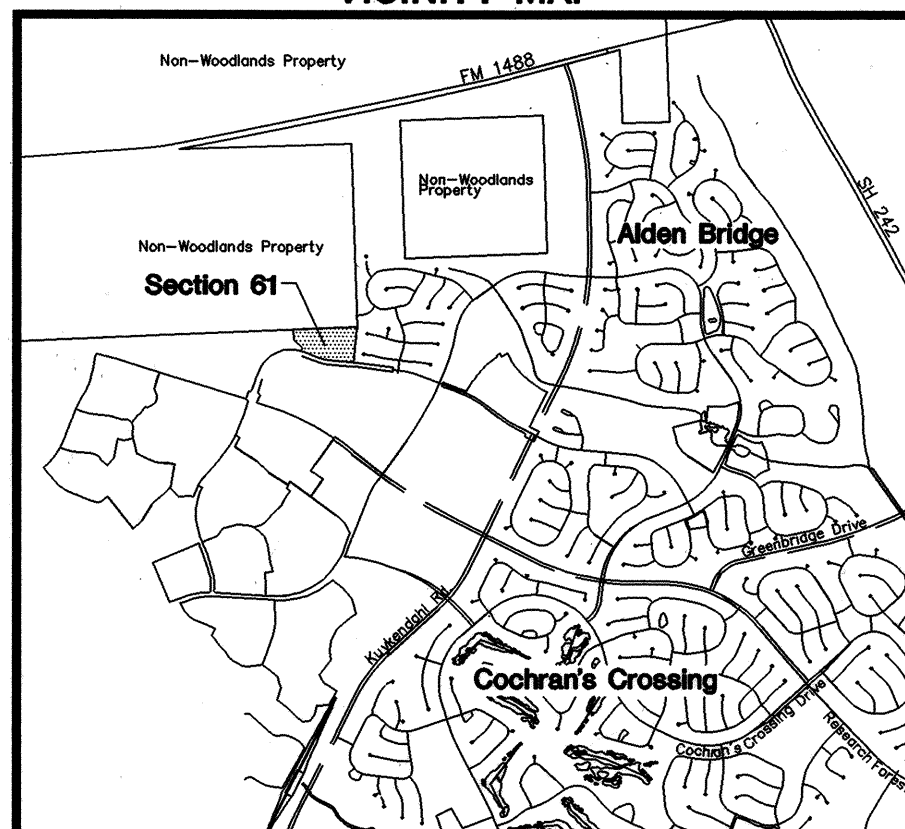 Non-Woodlands Property
FM 1488
Non-Woodlands
Property
SH 242
Alden Bridge
Non-Woodlands Property
Section 61
Greenbridge Drive
Kuykendahl Rd
Cochran's Crossing
Cochran's Crossing Drive
Research Forest